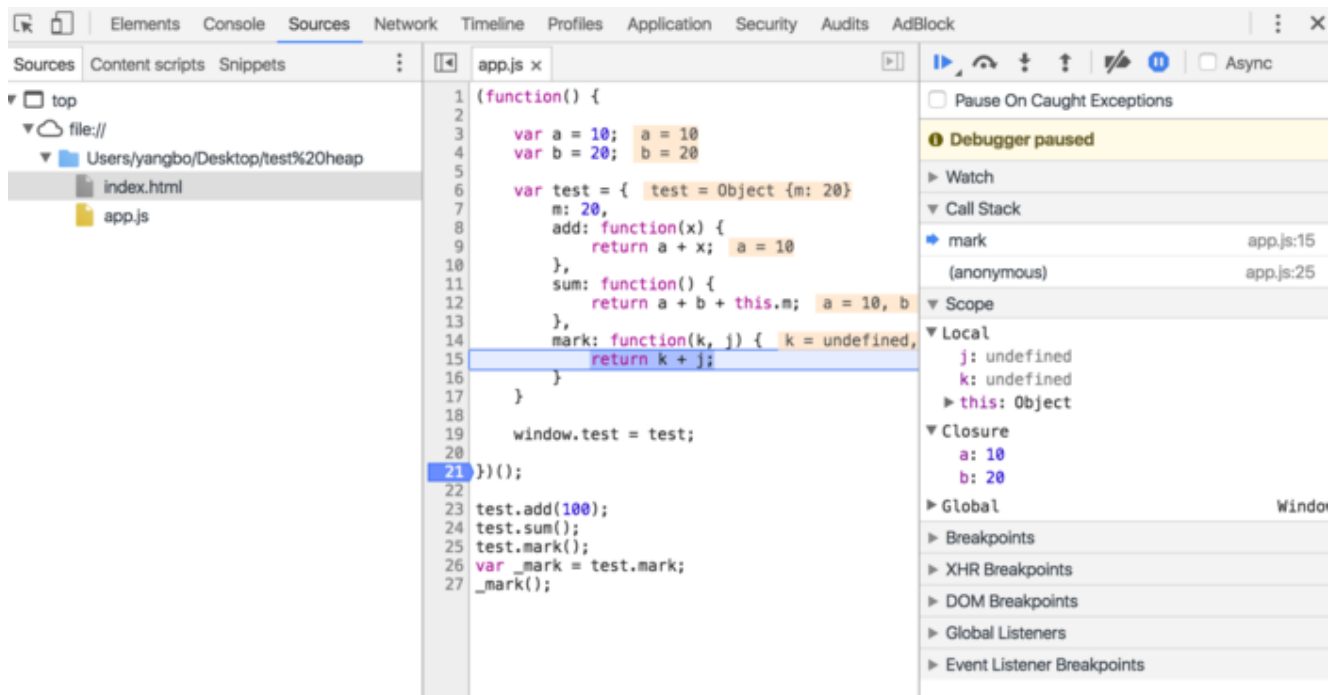 Elements Console Sources Network Timeline Profiles Application Security Audits AdBlock
Sources Content scripts Snippets
top
file://
Users/yangbo/Desktop/test%20heap
index.html
app.js
app.js ×
1 (function() {
2
3 var a = 10; a = 10
4 var b = 20; b = 20
5
6 var test = { test = Object {m: 20}
7 m: 20,
8 add: function(x) {
9 return a + x; a = 10
10 },
11 sum: function() {
12 return a + b + this.m; a = 10, b
13 },
14 mark: function(k, j) { k = undefined,
15 return k + j;
16 }
17 }
18
19 window.test = test;
20
21 })();
22
23 test.add(100);
24 test.sum();
25 test.mark();
26 var _mark = test.mark;
27 _mark();
Async
Pause On Caught Exceptions
Debugger paused
Watch
Call Stack
mark app.js:15
(anonymous) app.js:25
Scope
Local
j: undefined
k: undefined
this: Object
Closure
a: 10
b: 20
Global Window
Breakpoints
XHR Breakpoints
DOM Breakpoints
Global Listeners
Event Listener Breakpoints